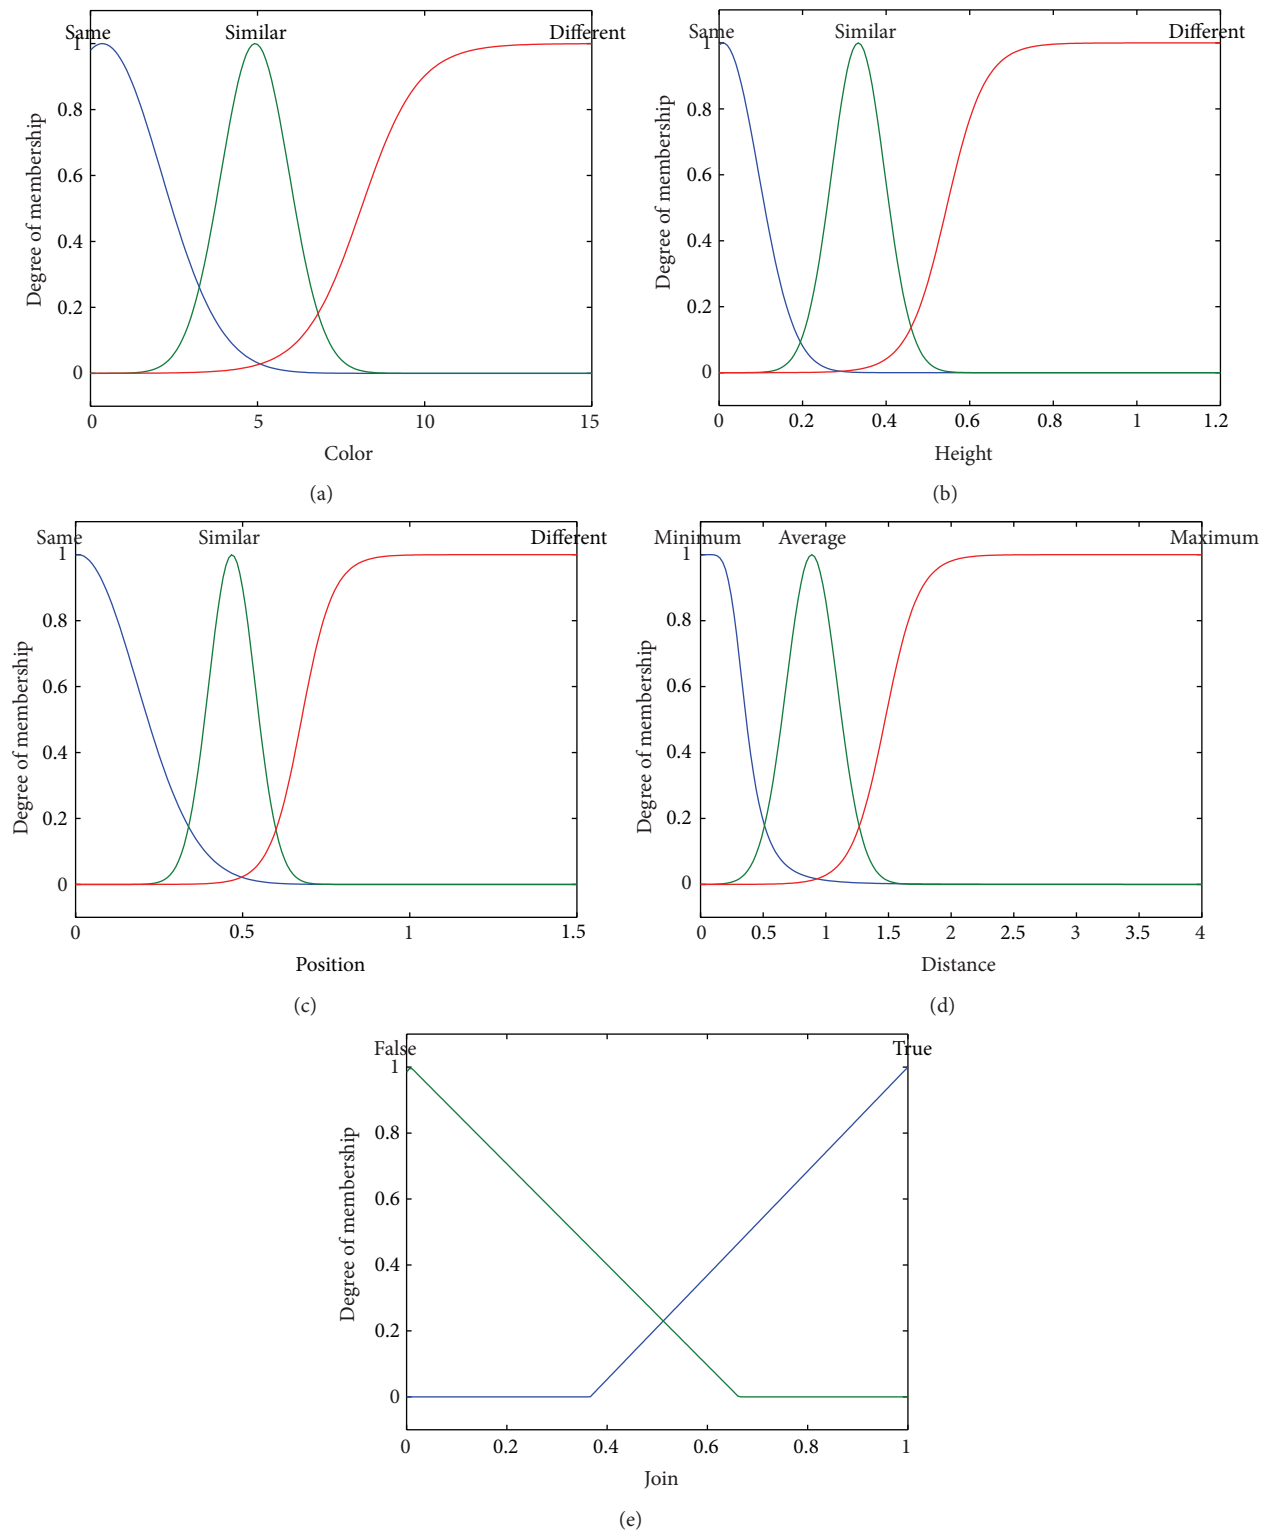 Same Similar Different
1
0.8
0.6
0.4
0.2
0
Degree of membership
0 5 10 15
Color
(a)
Same Similar Different
1
0.8
0.6
0.4
0.2
0
Degree of membership
0 0.2 0.4 0.6 0.8 1 1.2
Height
(b)
Same Similar Different
1
0.8
0.6
0.4
0.2
0
Degree of membership
0 0.5 1 1.5
Position
(c)
Minimum Average Maximum
1
0.8
0.6
0.4
0.2
0
Degree of membership
0 0.5 1 1.5 2 2.5 3 3.5 4
Distance
(d)
False True
1
0.8
0.6
0.4
0.2
0
Degree of membership
0 0.2 0.4 0.6 0.8 1
Join
(e)